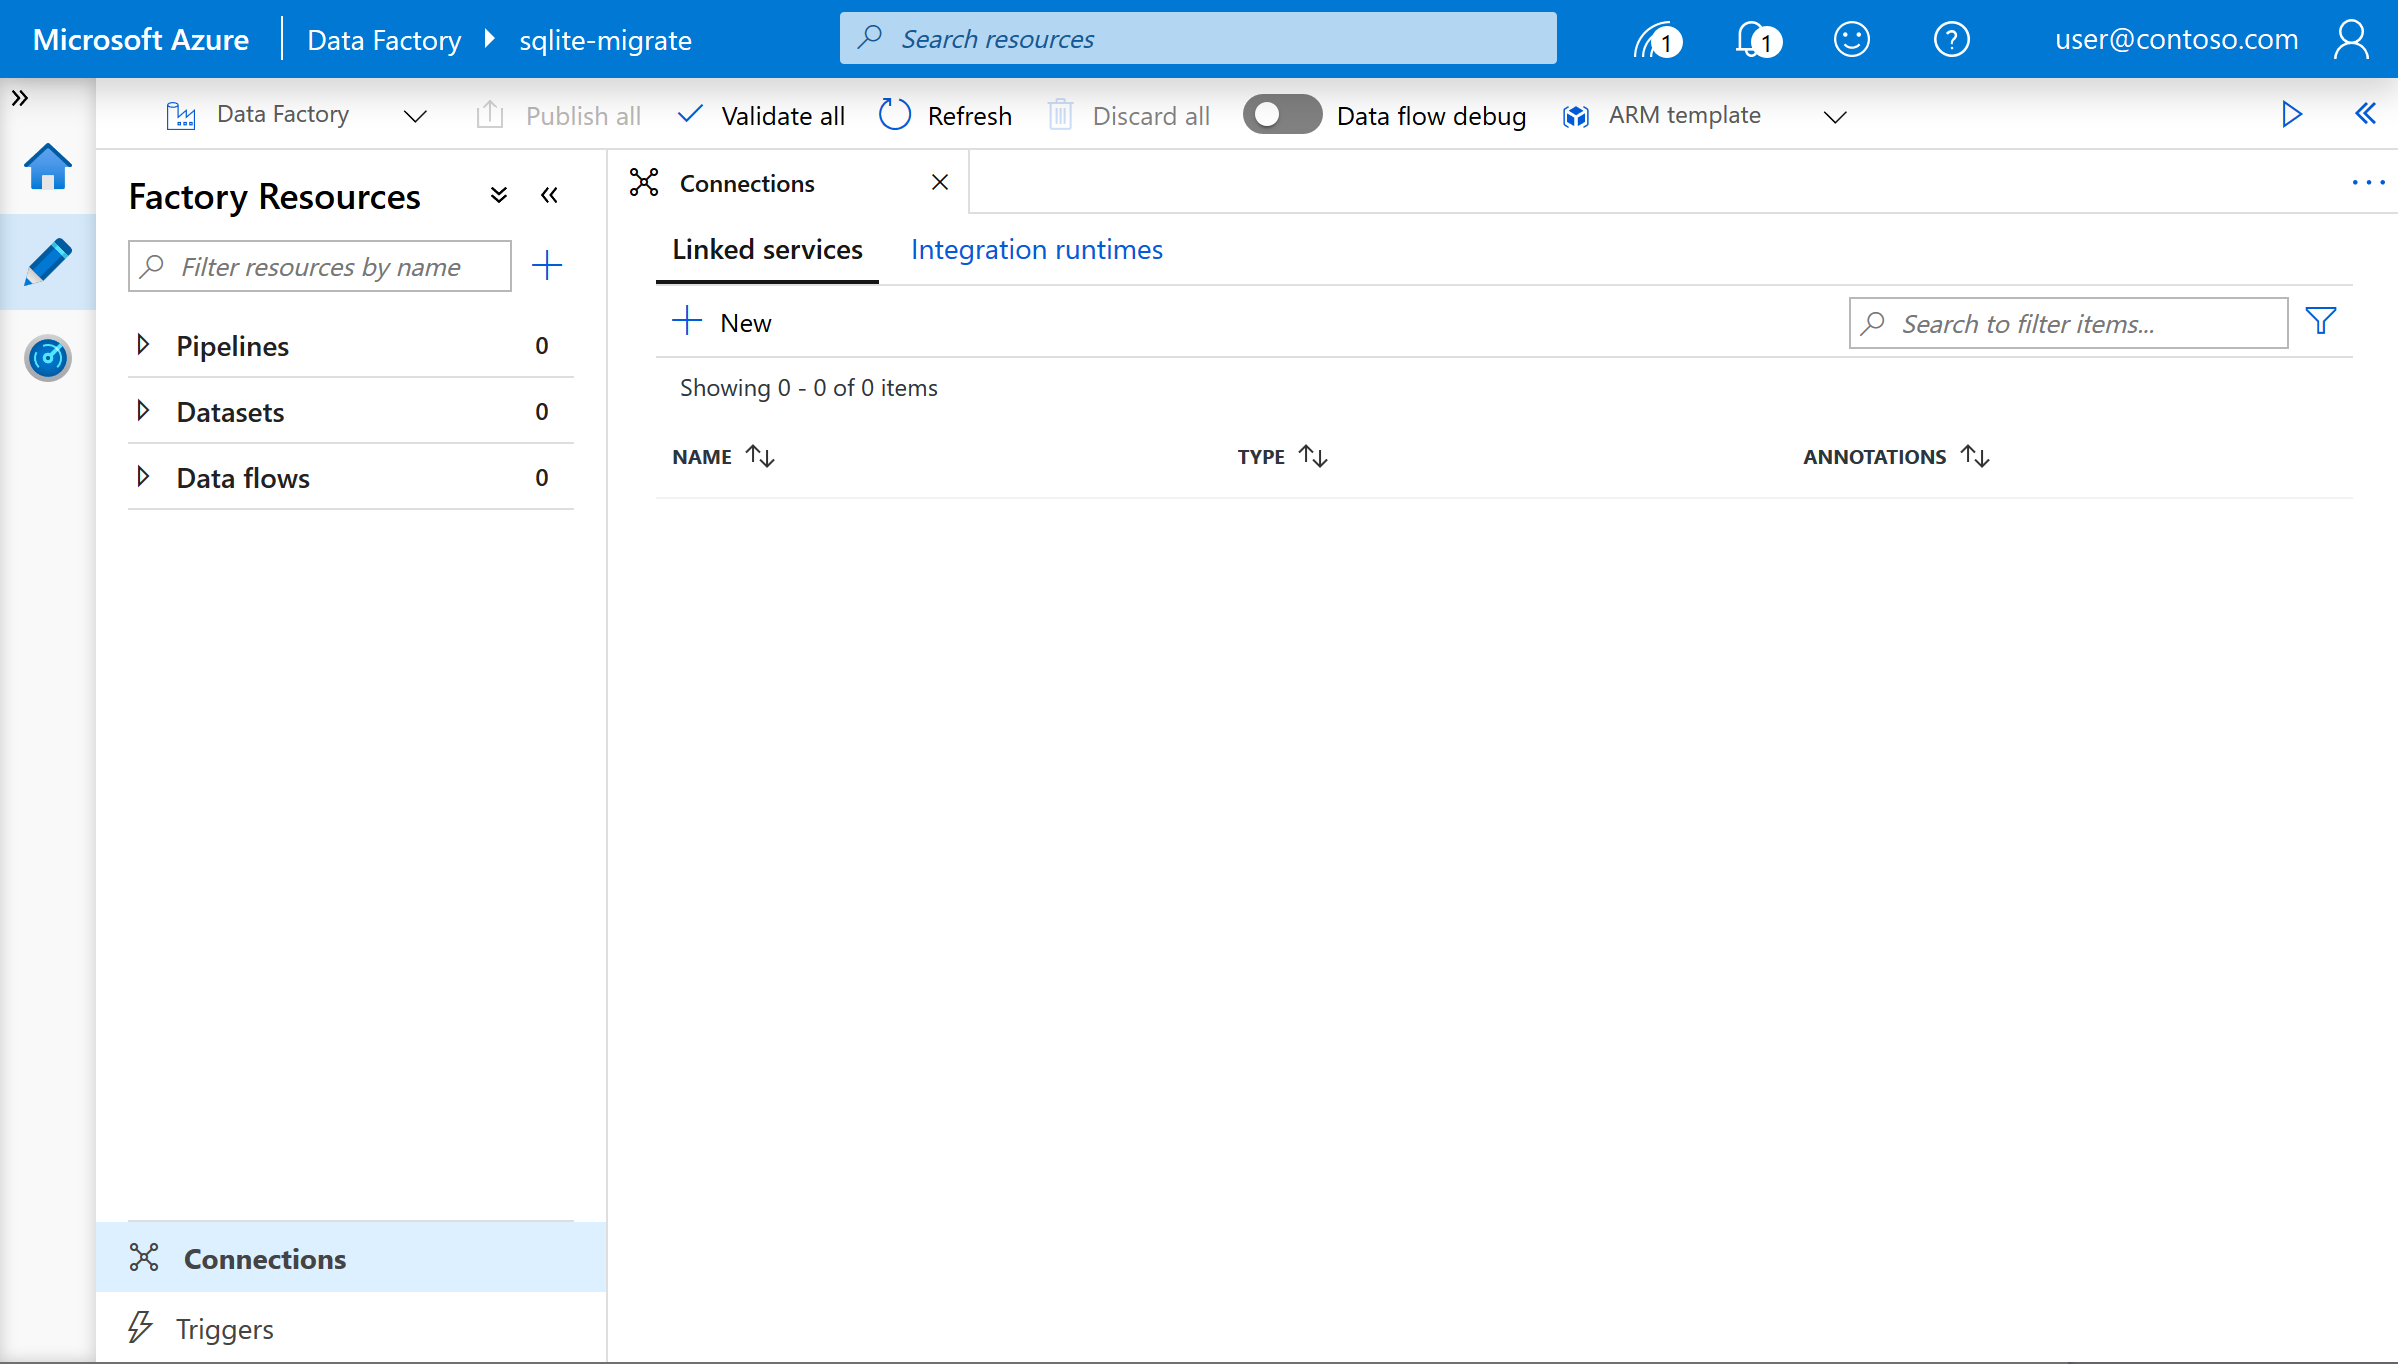 Microsoft Azure Data Factory sqlite-migrate Search resources 1 1 ? user@contoso.com
Data Factory Publish all Validate all Refresh Discard all Data flow debug ARM template
Factory Resources
Filter resources by name
Pipelines 0
Datasets 0
Data flows 0
Connections
Triggers
Connections
Linked services Integration runtimes
New Search to filter items...
Showing 0 - 0 of 0 items
NAME TYPE ANNOTATIONS